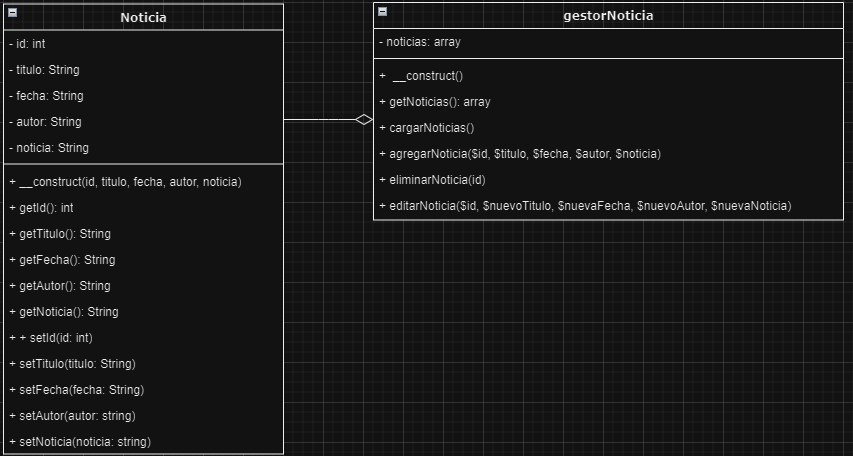 Noticia
- id: int
- titulo: String
- fecha: String
- autor: String
- noticia: String
+ __construct(id, titulo, fecha, autor, noticia)
+ getId(): int
+ getTitulo(): String
+ getFecha(): String
+ getAutor(): String
+ getNoticia(): String
+ + setId(id: int)
+ setTitulo(titulo: String)
+ setFecha(fecha: String)
+ setAutor(autor: string)
+ setNoticia(noticia: string)
gestorNoticia
- noticias: array
+ __construct()
+ getNoticias(): array
+ cargarNoticias()
+ agregarNoticia($id, $titulo, $fecha, $autor, $noticia)
+ eliminarNoticia(id)
+ editarNoticia($id, $nuevoTitulo, $nuevaFecha, $nuevoAutor, $nuevaNoticia)